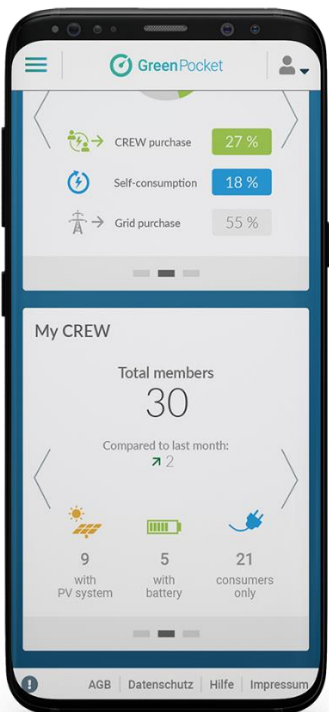 GreenPocket
CREW purchase 27 %
Self-consumption 18 %
Grid purchase 55 %
My CREW
Total members
30
Compared to last month:
2
9 5 21
with with consumers
PV system battery only
AGB Datenschutz Hilfe Impressum